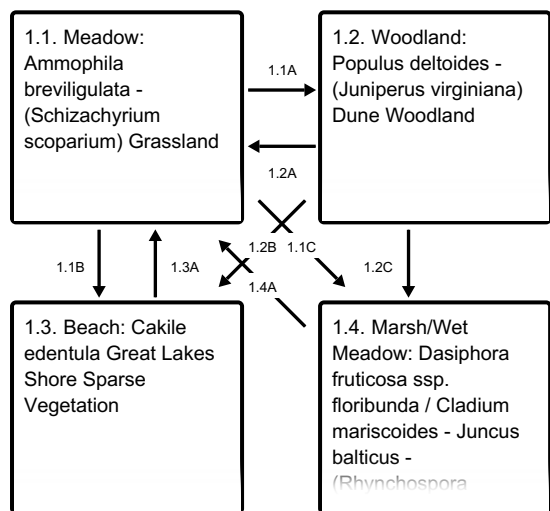 1.1. Meadow:
Ammophila
breviligulata -
(Schizachyrium
scoparium) Grassland
1.1A
1.2. Woodland:
Populus deltoides -
(Juniperus virginiana)
Dune Woodland
1.2A
1.1B
1.3A
1.2B
1.1C
1.4A
1.2C
1.3. Beach: Cakile
edentula Great Lakes
Shore Sparse
Vegetation
1.4. Marsh/Wet
Meadow: Dasiphora
fruticosa ssp.
floribunda / Cladium
mariscoides - Juncus
balticus -
(Rhynchospora